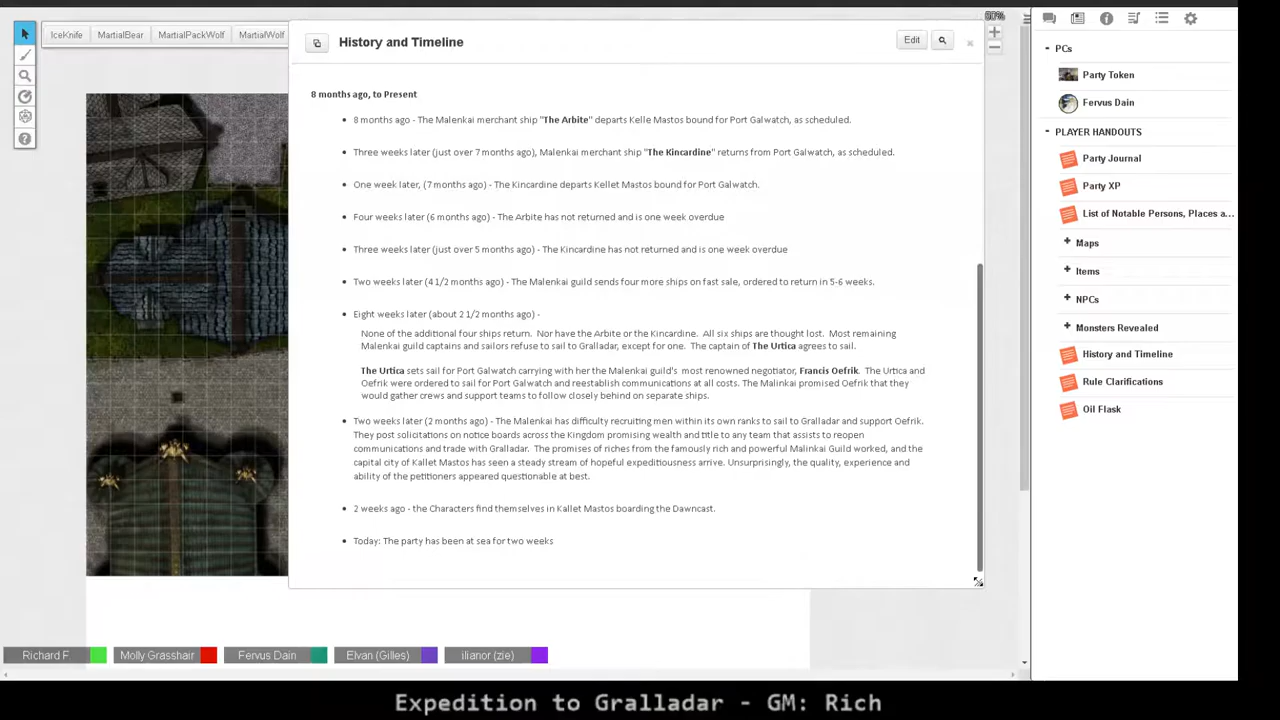 IceKnife MartialBear MartialPackWolf MartialWolf
80%
History and Timeline
Edit
8 months ago, to Present
8 months ago - The Malenkai merchant ship "The Arbite" departs Kelle Mastos bound for Port Galwatch, as scheduled.
Three weeks later (just over 7 months ago), Malenkai merchant ship "The Kincardine" returns from Port Galwatch, as scheduled.
One week later, (7 months ago) - The Kincardine departs Kellet Mastos bound for Port Galwatch.
Four weeks later (6 months ago) - The Arbite has not returned and is one week overdue
Three weeks later (just over 5 months ago) - The Kincardine has not returned and is one week overdue
Two weeks later (4 1/2 months ago) - The Malenkai guild sends four more ships on fast sale, ordered to return in 5-6 weeks.
Eight weeks later (about 2 1/2 months ago) -
None of the additional four ships return. Nor have the Arbite or the Kincardine. All six ships are thought lost. Most remaining
Malenkai guild captains and sailors refuse to sail to Gralladar, except for one. The captain of The Urtica agrees to sail.
The Urtica sets sail for Port Galwatch carrying with her the Malenkai guild's most renowned negotiator, Francis Oefrik. The Urtica and
Oefrik were ordered to sail for Port Galwatch and reestablish communications at all costs. The Malinkai promised Oefrik that they
would gather crews and support teams to follow closely behind on separate ships.
Two weeks later (2 months ago) - The Malenkai has difficulty recruiting men within its own ranks to sail to Gralladar and support Oefrik.
They post solicitations on notice boards across the Kingdom promising wealth and title to any team that assists to reopen
communications and trade with Gralladar. The promises of riches from the famously rich and powerful Malinkai Guild worked, and the
capital city of Kallet Mastos has seen a steady stream of hopeful expeditiousness arrive. Unsurprisingly, the quality, experience and
ability of the petitioners appeared questionable at best.
2 weeks ago - the Characters find themselves in Kallet Mastos boarding the Dawncast.
Today: The party has been at sea for two weeks
PCs
Party Token
Fervus Dain
PLAYER HANDOUTS
Party Journal
Party XP
List of Notable Persons, Places a...
Maps
Items
NPCs
Monsters Revealed
History and Timeline
Rule Clarifications
Oil Flask
Richard F Molly Grasshair Fervus Dain Elvan (Gilles) ilianor (zie)
Expedition to Gralladar - GM: Rich